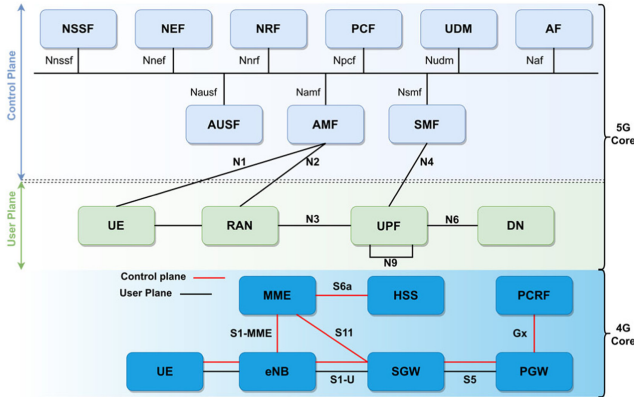 NSSF NEF NRF PCF UDM AF
Nnssf Nnef Nnrf Npcf Nudm Naf
Control Plane
Nausf Namf Nsmf
AUSF AMF SMF
5G
Core
N1 N2 N4
User Plane
UE RAN N3 UPF N6 DN
N9
Control plane
User Plane
MME S6a HSS PCRF
S1-MME S11 Gx
4G
Core
UE eNB S1-U SGW S5 PGW